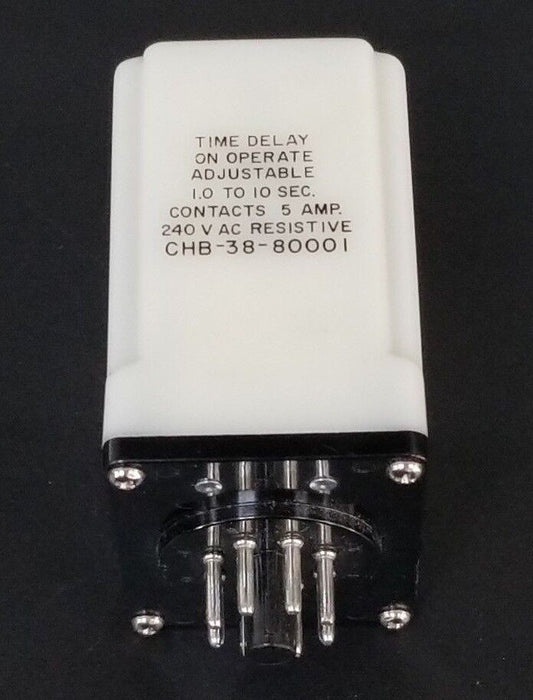 TIME DELAY
ON OPERATE
ADJUSTABLE
1.0 TO 10 SEC.
CONTACTS 5 AMP.
240 V AC RESISTIVE
CHB-38-80001